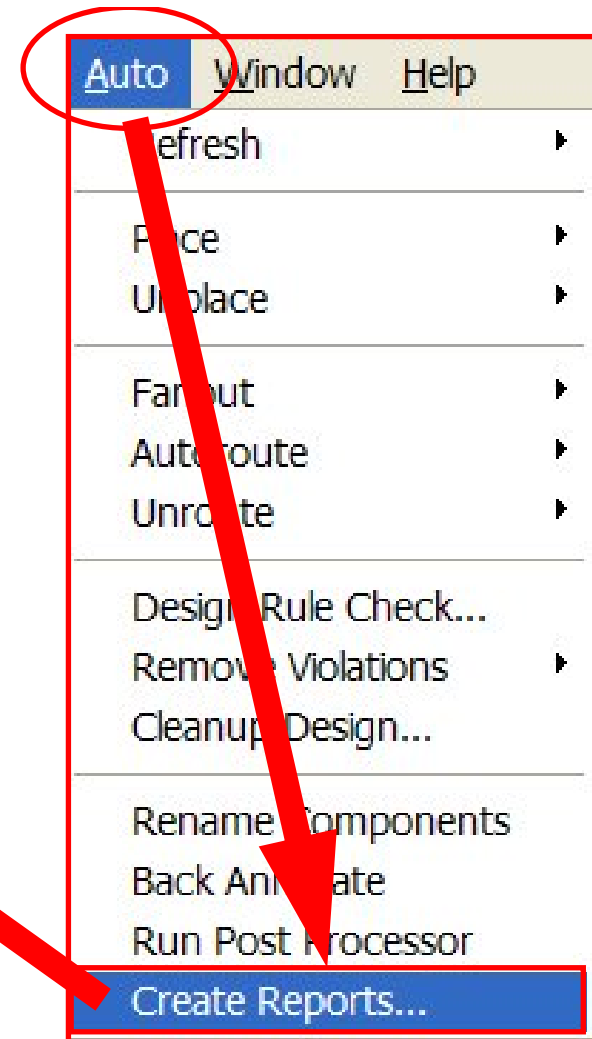 Auto Window Help
Refresh
Place
Unplace
Fanout
Autoroute
Unroute
Design Rule Check...
Remove Violations
Cleanup Design...
Rename Components
Back Annotate
Run Post Processor
Create Reports...